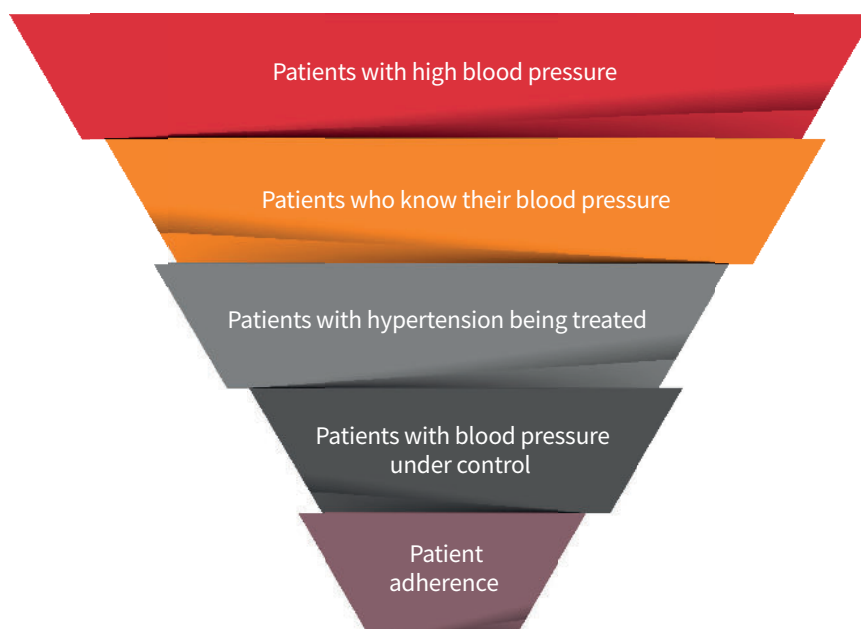 Patients with high blood pressure
Patients who know their blood pressure
Patients with hypertension being treated
Patients with blood pressure
under control
Patient
adherence